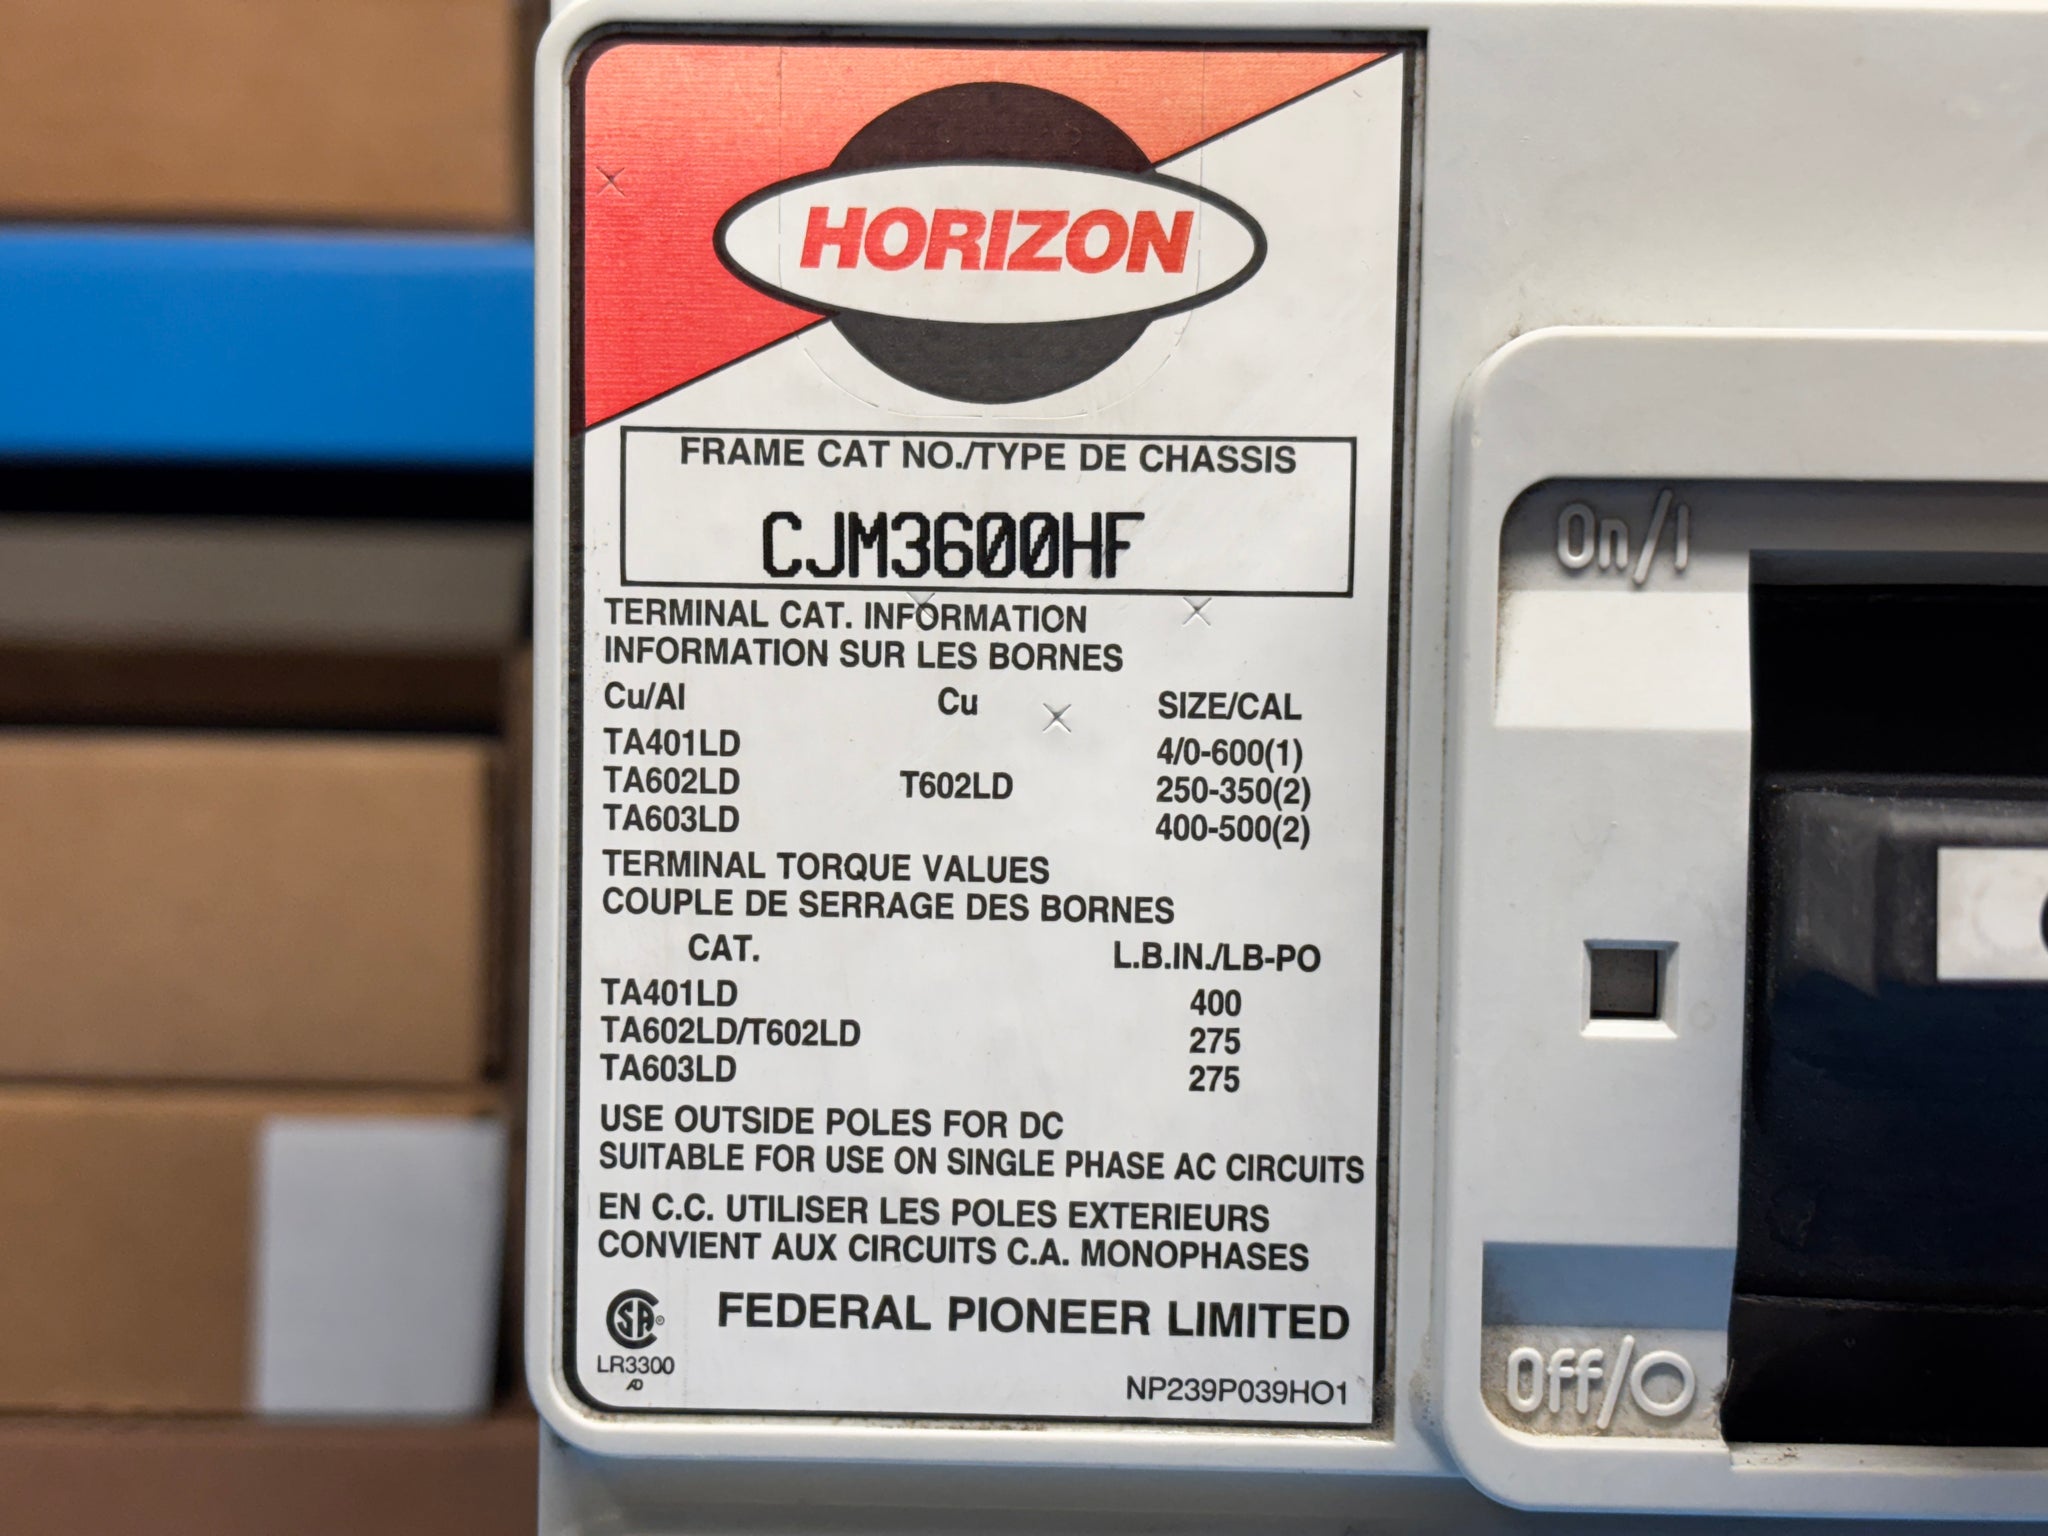 HORIZON
FRAME CAT NO./TYPE DE CHASSIS
CJM3600HF
TERMINAL CAT. INFORMATION
INFORMATION SUR LES BORNES
Cu/Al Cu SIZE/CAL
TA401LD 4/0-600(1)
TA602LD T602LD 250-350(2)
TA603LD 400-500(2)
TERMINAL TORQUE VALUES
COUPLE DE SERRAGE DES BORNES
CAT. L.B.IN./LB-PO
TA401LD 400
TA602LD/T602LD 275
TA603LD 275
USE OUTSIDE POLES FOR DC
SUITABLE FOR USE ON SINGLE PHASE AC CIRCUITS
EN C.C. UTILISER LES POLES EXTERIEURS
CONVIENT AUX CIRCUITS C.A. MONOPHASES
SA® FEDERAL PIONEER LIMITED
LR3300
NP239P039HO1
On/I
Off/O